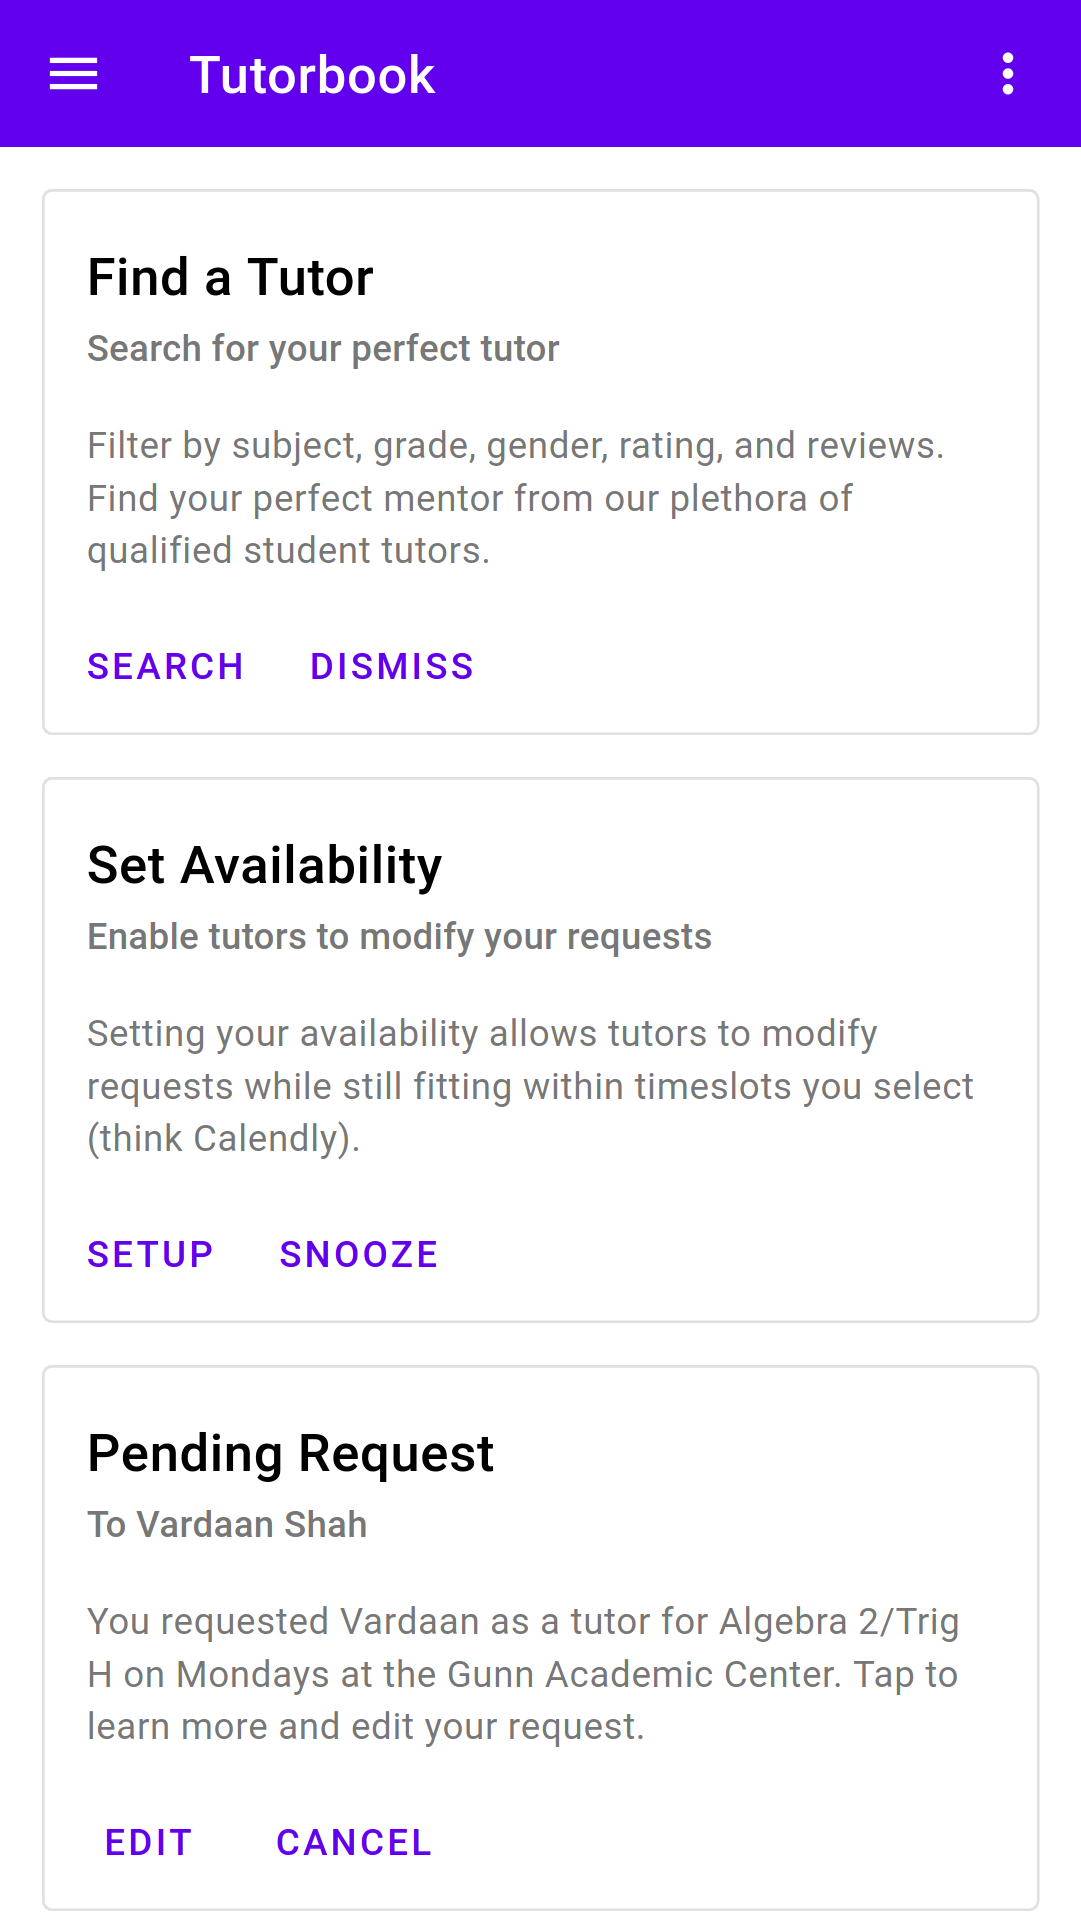 Tutorbook
Find a Tutor
Search for your perfect tutor
Filter by subject, grade, gender, rating, and reviews.
Find your perfect mentor from our plethora of
qualified student tutors.
SEARCH DISMISS
Set Availability
Enable tutors to modify your requests
Setting your availability allows tutors to modify
requests while still fitting within timeslots you select
(think Calendly).
SETUP SNOOZE
Pending Request
To Vardaan Shah
You requested Vardaan as a tutor for Algebra 2/Trig
H on Mondays at the Gunn Academic Center. Tap to
learn more and edit your request.
EDIT CANCEL